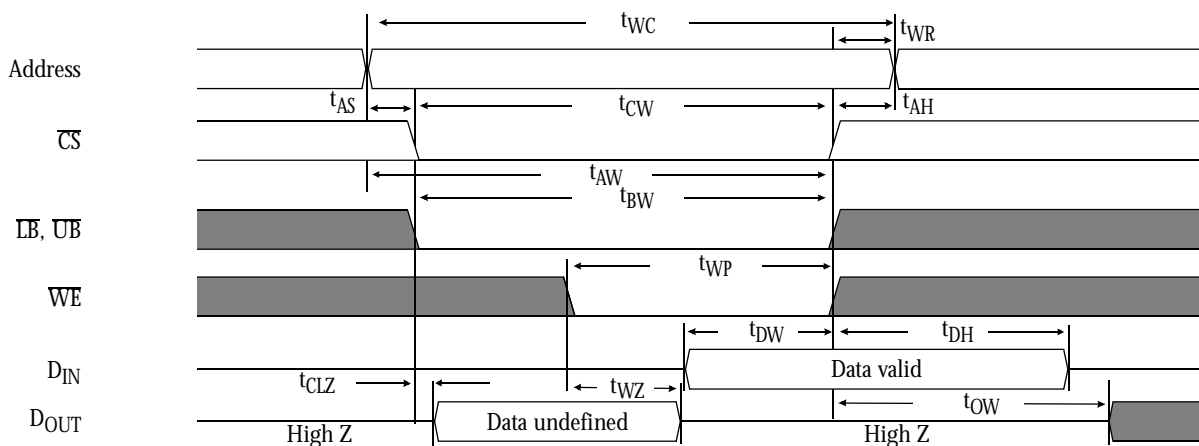 tWC
tWR
Address
tAS
tCW
tAH
CS
tAW
tBW
LB, UB
tWP
WE
tDW
tDH
DIN
Data valid
tCLZ
tWZ
tOW
DOUT
High Z
Data undefined
High Z